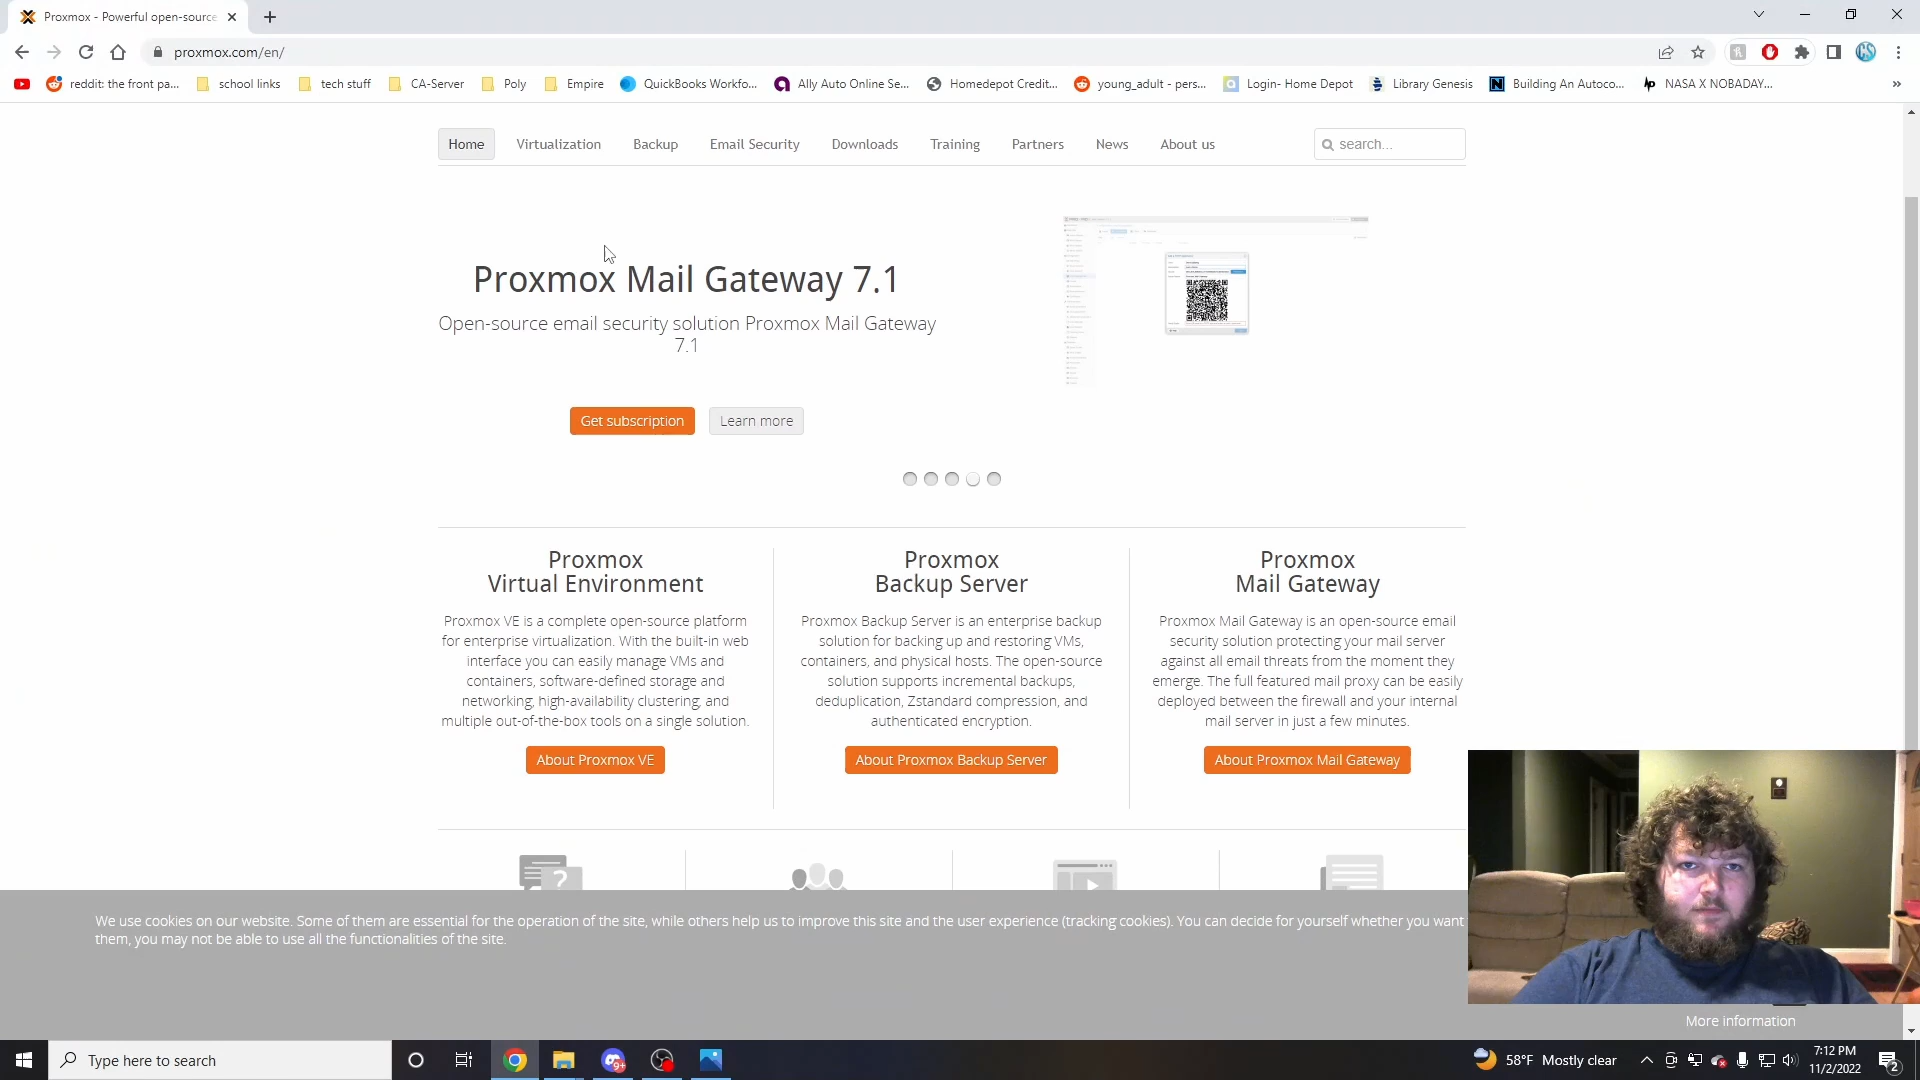 Proxmox - Powerful open-source
proxmox.com/en/
reddit: the front pa...
school links
tech stuff
CA-Server
Poly
Empire
QuickBooks Workfo...
Ally Auto Online Se...
Homedepot Credit...
young_adult - pers...
Login- Home Depot
Library Genesis
Building An Autoco...
NASA X NOBADAY...
»
Home
Virtualization
Backup
Email Security
Downloads
Training
Partners
News
About us
search...
Proxmox Mail Gateway 7.1
Open-source email security solution Proxmox Mail Gateway
7.1
Get subscription
Learn more
Proxmox
Virtual Environment
Proxmox VE is a complete open-source platform
for enterprise virtualization. With the built-in web
interface you can easily manage VMs and
containers, software-defined storage and
networking, high-availability clustering, and
multiple out-of-the-box tools on a single solution.
About Proxmox VE
Proxmox
Backup Server
Proxmox Backup Server is an enterprise backup
solution for backing up and restoring VMs,
containers, and physical hosts. The open-source
solution supports incremental backups,
deduplication, Zstandard compression, and
authenticated encryption.
About Proxmox Backup Server
Proxmox
Mail Gateway
Proxmox Mail Gateway is an open-source email
security solution protecting your mail server
against all email threats from the moment they
emerge. The full featured mail proxy can be easily
deployed between the firewall and your internal
mail server in just a few minutes.
About Proxmox Mail Gateway
?
We use cookies on our website. Some of them are essential for the operation of the site, while others help us to improve this site and the user experience (tracking cookies). You can decide for yourself whether you want
them, you may not be able to use all the functionalities of the site.
More information
Type here to search
9+
58°F Mostly clear
7:12 PM
11/2/2022
2